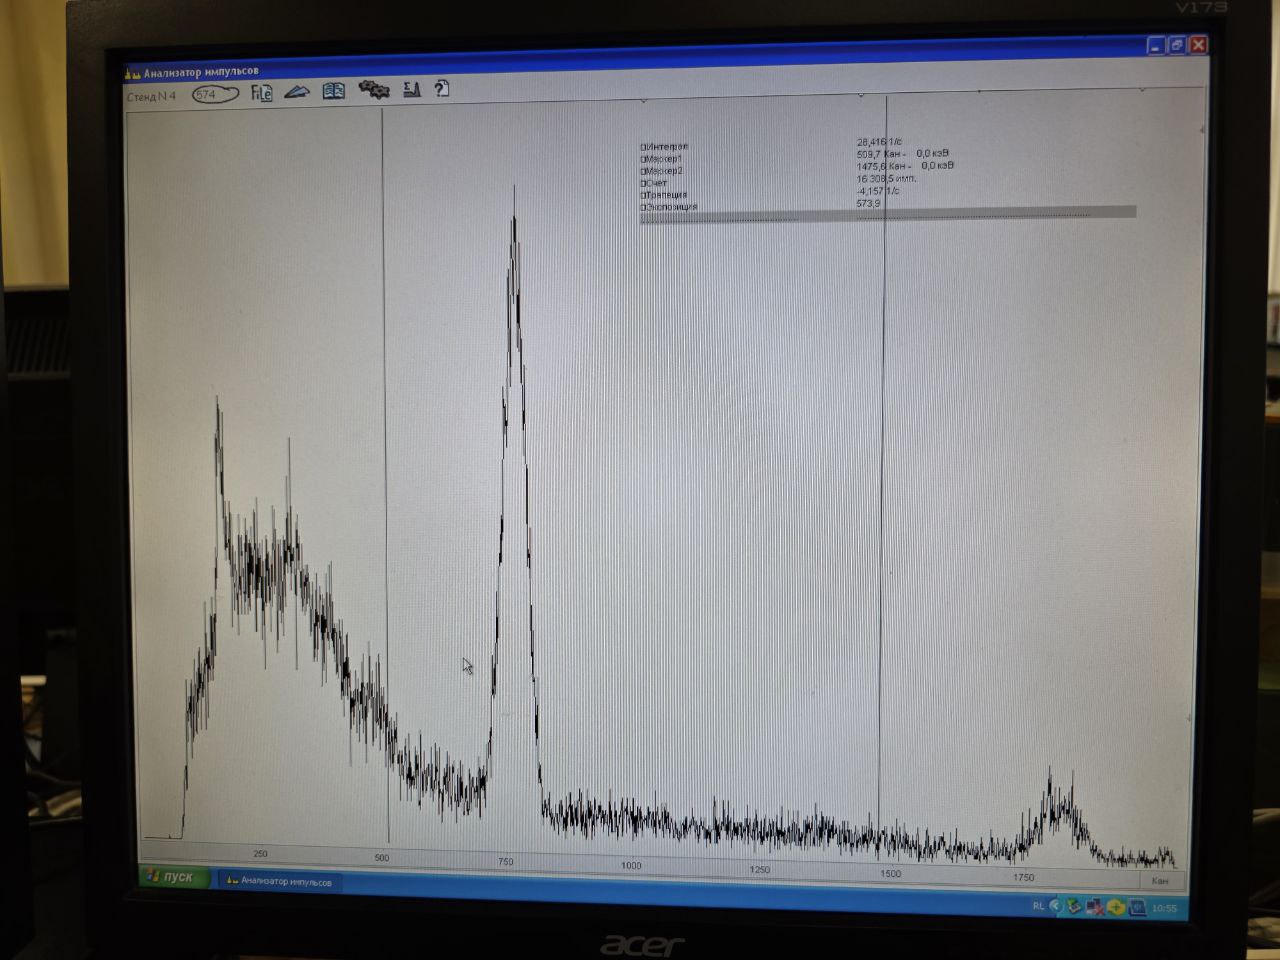 V173
Анализатор импульсов
Стенд N 4 574 FiLe ?
Интеграл 28,416 1/с
Маркер1 509,7 Кан - 0,0 кэВ
Маркер2 1475,6 Кан - 0,0 кэВ
Счет 16 308,5 имп.
Трапеция -4,157 1/с
Экспозиция 573,9
250 500 750 1000 1250 1500 1750 Кан
пуск Анализатор импульсов RL 10:55
acer